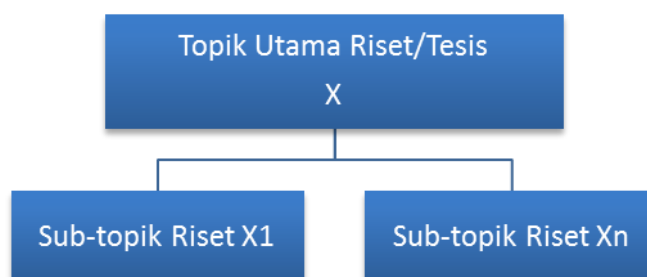 Topik Utama Riset/Tesis
X
Sub-topik Riset X1
Sub-topik Riset Xn